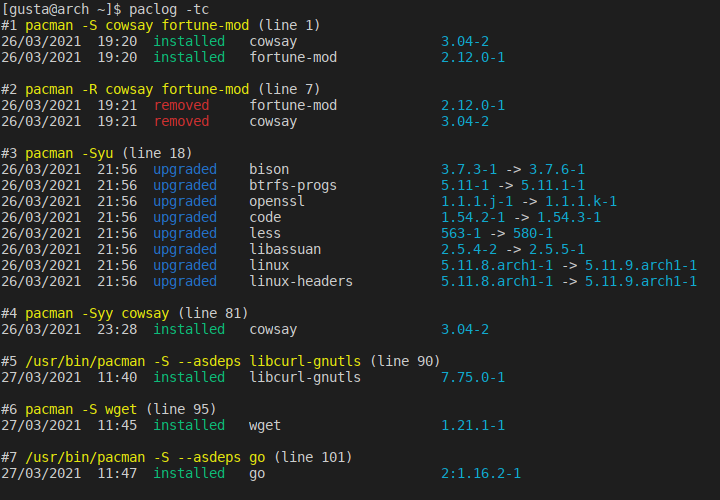 [gusta@arch ~]$ paclog -tc
#1 pacman -S cowsay fortune-mod (line 1)
26/03/2021  19:20  installed   cowsay                  3.04-2
26/03/2021  19:20  installed   fortune-mod             2.12.0-1
#2 pacman -R cowsay fortune-mod (line 7)
26/03/2021  19:21  removed     fortune-mod             2.12.0-1
26/03/2021  19:21  removed     cowsay                  3.04-2
#3 pacman -Syu (line 18)
26/03/2021  21:56  upgraded    bison                   3.7.3-1 -> 3.7.6-1
26/03/2021  21:56  upgraded    btrfs-progs             5.11-1 -> 5.11.1-1
26/03/2021  21:56  upgraded    openssl                 1.1.1.j-1 -> 1.1.1.k-1
26/03/2021  21:56  upgraded    code                    1.54.2-1 -> 1.54.3-1
26/03/2021  21:56  upgraded    less                    563-1 -> 580-1
26/03/2021  21:56  upgraded    libassuan               2.5.4-2 -> 2.5.5-1
26/03/2021  21:56  upgraded    linux                   5.11.8.arch1-1 -> 5.11.9.arch1-1
26/03/2021  21:56  upgraded    linux-headers           5.11.8.arch1-1 -> 5.11.9.arch1-1
#4 pacman -Syy cowsay (line 81)
26/03/2021  23:28  installed   cowsay                  3.04-2
#5 /usr/bin/pacman -S --asdeps libcurl-gnutls (line 90)
27/03/2021  11:40  installed   libcurl-gnutls          7.75.0-1
#6 pacman -S wget (line 95)
27/03/2021  11:45  installed   wget                    1.21.1-1
#7 /usr/bin/pacman -S --asdeps go (line 101)
27/03/2021  11:47  installed   go                      2:1.16.2-1